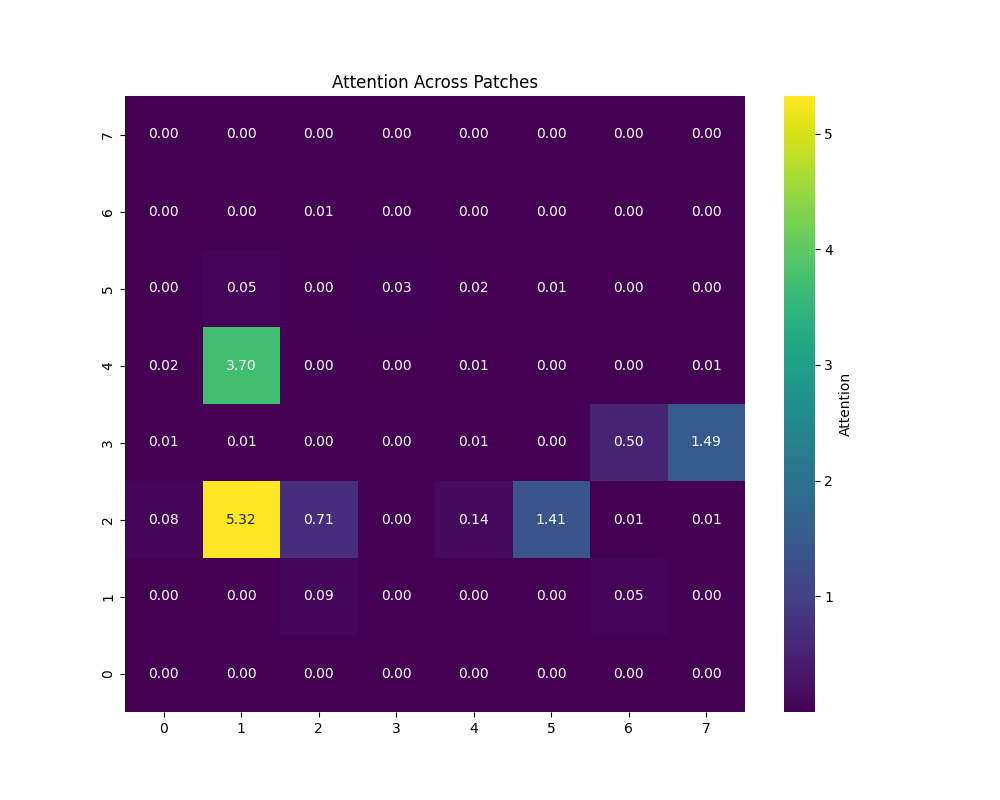 Attention Across Patches
7 0.00 0.00 0.00 0.00 0.00 0.00 0.00 0.00
6 0.00 0.00 0.01 0.00 0.00 0.00 0.00 0.00
5 0.00 0.05 0.00 0.03 0.02 0.01 0.00 0.00
4 0.02 3.70 0.00 0.00 0.01 0.00 0.00 0.01
3 0.01 0.01 0.00 0.00 0.01 0.00 0.50 1.49
2 0.08 5.32 0.71 0.00 0.14 1.41 0.01 0.01
1 0.00 0.00 0.09 0.00 0.00 0.00 0.05 0.00
0 0.00 0.00 0.00 0.00 0.00 0.00 0.00 0.00
0 1 2 3 4 5 6 7
5
4
3
2
1
Attention